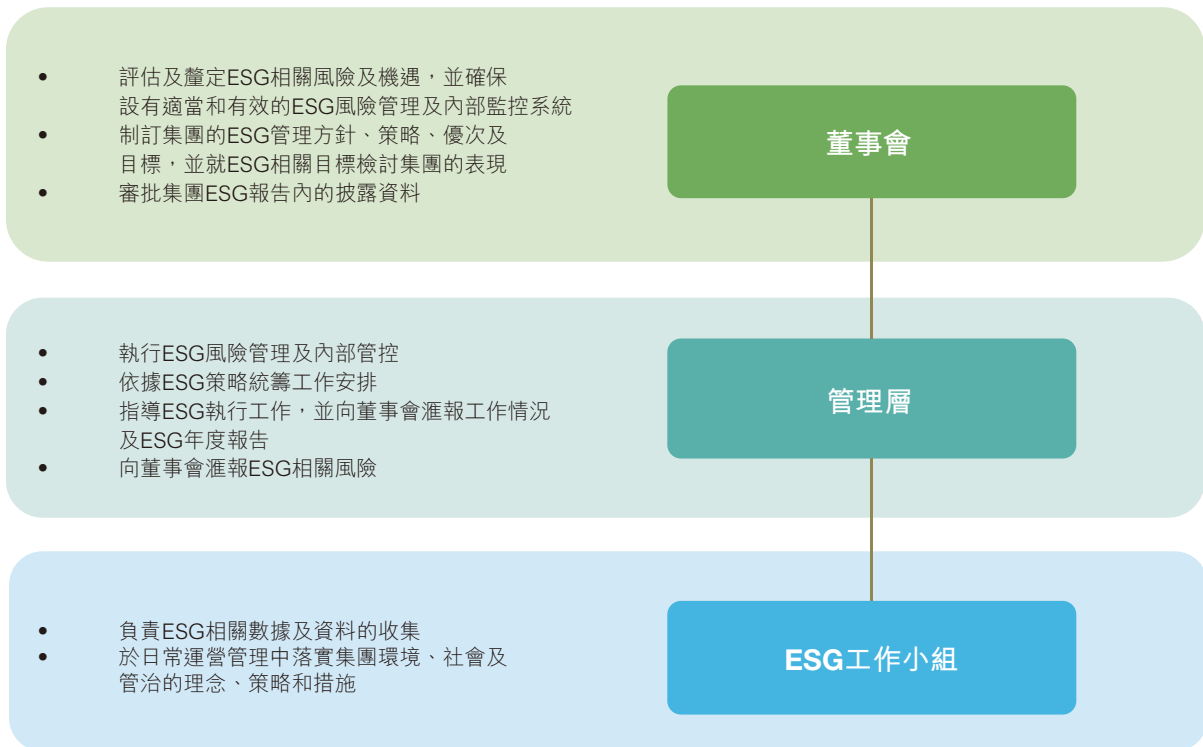 • 評估及釐定ESG相關風險及機遇，並確保
設有適當和有效的ESG風險管理及內部監控系統
• 制訂集團的ESG管理方針、策略、優次及
目標，並就ESG相關目標檢討集團的表現
• 審批集團ESG報告內的披露資料
董事會
• 執行ESG風險管理及內部管控
• 依據ESG策略統籌工作安排
• 指導ESG執行工作，並向董事會滙報工作情況
及ESG年度報告
• 向董事會滙報ESG相關風險
管理層
• 負責ESG相關數據及資料的收集
• 於日常運營管理中落實集團環境、社會及
管治的理念、策略和措施
ESG工作小組